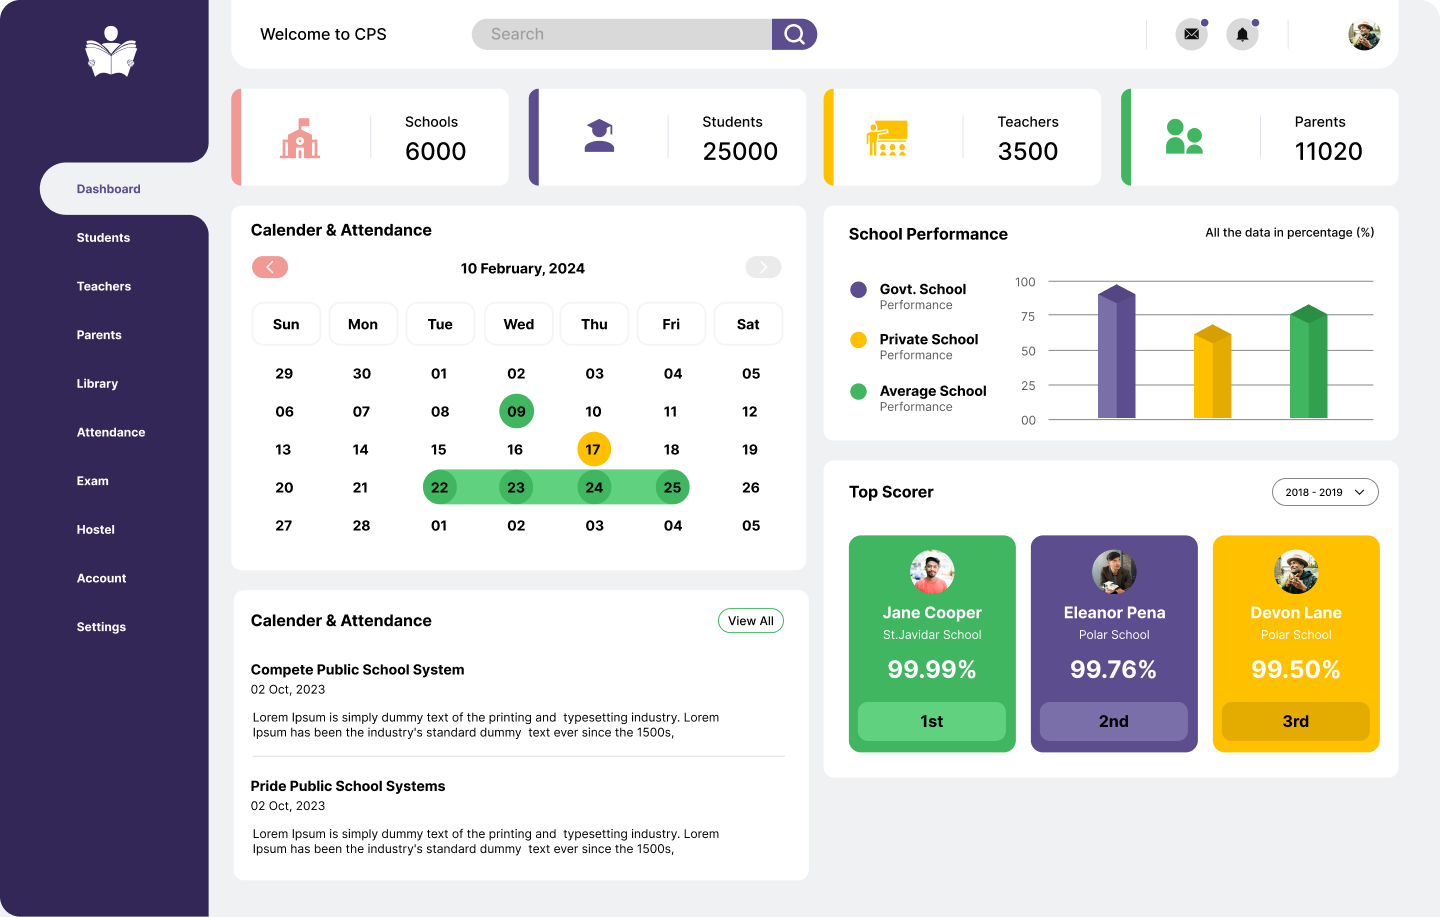 Welcome to CPS
Search
Dashboard
Students
Teachers
Parents
Library
Attendance
Exam
Hostel
Account
Settings
Schools
6000
Students
25000
Teachers
3500
Parents
11020
Calender & Attendance
10 February, 2024
Sun Mon Tue Wed Thu Fri Sat
29 30 01 02 03 04 05
06 07 08 09 10 11 12
13 14 15 16 17 18 19
20 21 22 23 24 25 26
27 28 01 02 03 04 05
School Performance
All the data in percentage (%)
Govt. School
Performance
Private School
Performance
Average School
Performance
100
75
50
25
00
Top Scorer
2018 - 2019
Jane Cooper
St.Javidar School
99.99%
1st
Eleanor Pena
Polar School
99.76%
2nd
Devon Lane
Polar School
99.50%
3rd
Calender & Attendance
View All
Compete Public School System
02 Oct, 2023
Lorem Ipsum is simply dummy text of the printing and typesetting industry. Lorem
Ipsum has been the industry's standard dummy text ever since the 1500s,
Pride Public School Systems
02 Oct, 2023
Lorem Ipsum is simply dummy text of the printing and typesetting industry. Lorem
Ipsum has been the industry's standard dummy text ever since the 1500s,